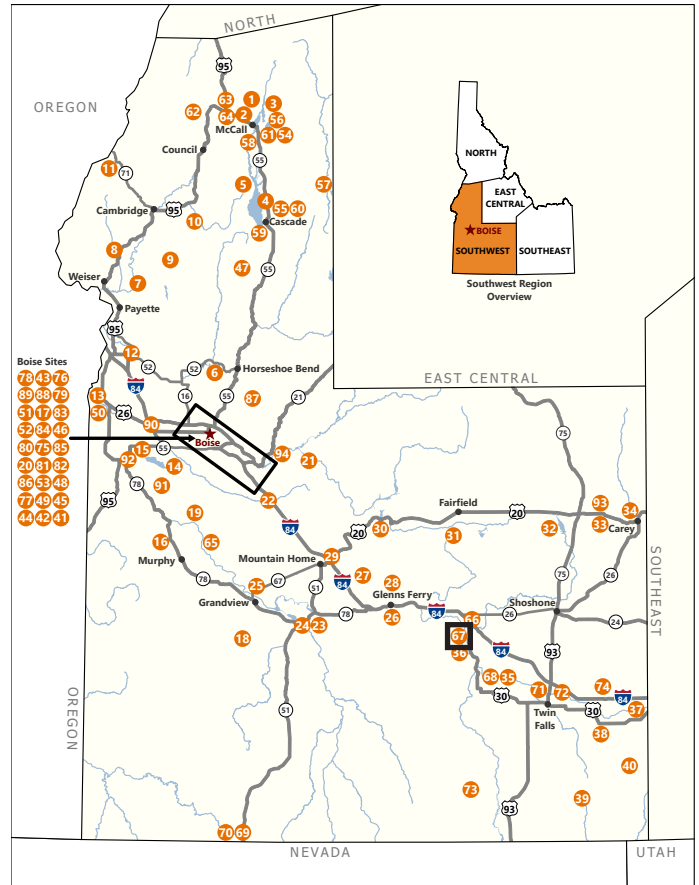 NORTH
95
OREGON
63 1 3
62 64 2 56
McCall
61 54
58
Council
55
11
71
5
57
4
55 60
Cambridge
95
10
Cascade
59
8
9
47
55
Weiser
7
Payette
95
12
52
52
6
Horseshoe Bend
84
16
55
87
21
13
50
26
90
Boise
15
55
92
14
94
21
78
91
22
95
19
84
16
65
Murphy
78
Boise Sites
78 43 76
89 88 79
51 17 83
52 84 46
80 75 85
20 81 82
86 53 48
77 49 45
44 42 41
NORTH
EAST
CENTRAL
BOISE
SOUTHWEST
SOUTHEAST
Southwest Region
Overview
EAST CENTRAL
75
Fairfield
20
93
34
30
20
31
32
33
Carey
Mountain Home
29
67
27
84
51
28
75
26
25
Grandview
Glenns Ferry
78
26
84
66
26
Shoshone
24
24 23
18
67
36
84
93
SOUTHEAST
68 35
71 72
74
84
30
30
37
Twin
Falls
38
OREGON
51
40
73
39
93
70 69
NEVADA
UTAH